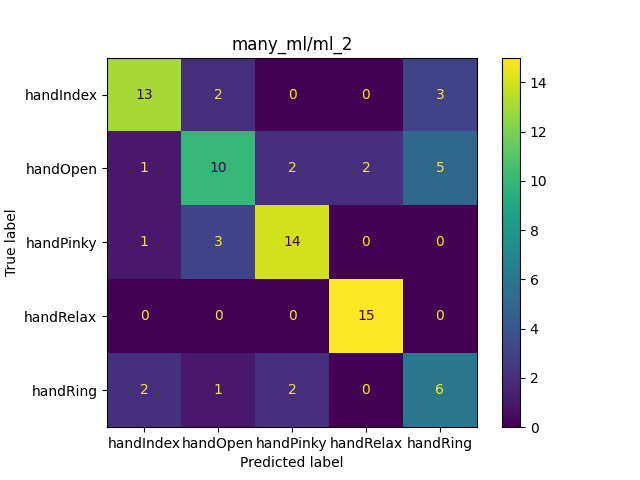 many_ml/ml_2
True label
handIndex 13 2 0 0 3
handOpen 1 10 2 2 5
handPinky 1 3 14 0 0
handRelax 0 0 0 15 0
handRing 2 1 2 0 6
handIndex handOpen handPinky handRelax handRing
Predicted label
14
12
10
8
6
4
2
0